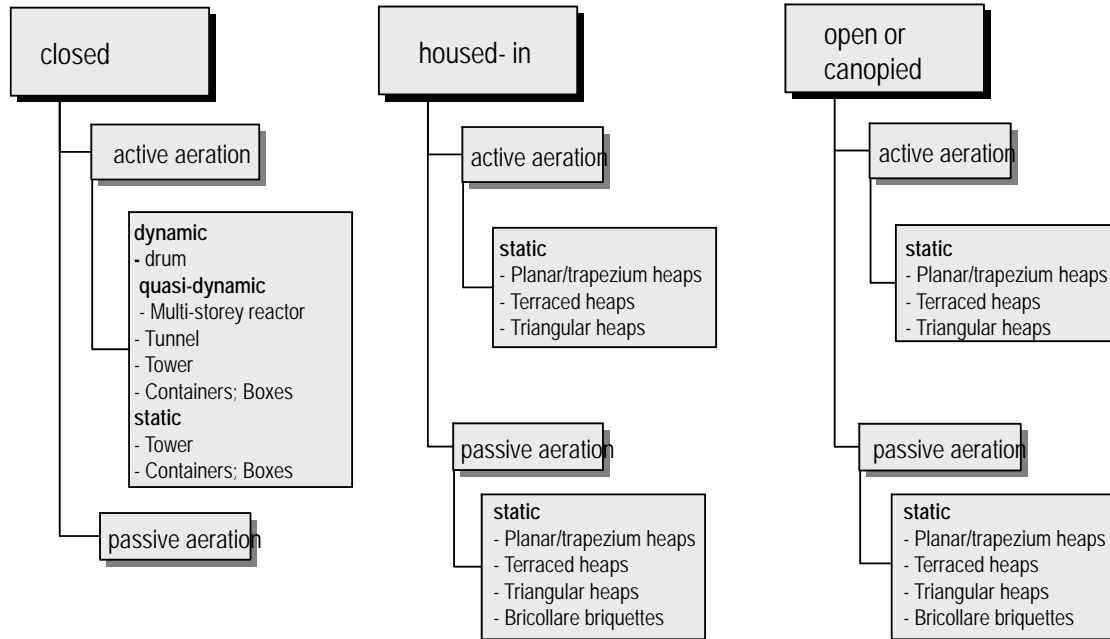 closed
active aeration
dynamic
- drum
quasi-dynamic
- Multi-storey reactor
- Tunnel
- Tower
- Containers; Boxes
static
- Tower
- Containers; Boxes
passive aeration
housed- in
active aeration
static
- Planar/trapezium heaps
- Terraced heaps
- Triangular heaps
passive aeration
static
- Planar/trapezium heaps
- Terraced heaps
- Triangular heaps
- Bricollare briquettes
open or
canopied
active aeration
static
- Planar/trapezium heaps
- Terraced heaps
- Triangular heaps
passive aeration
static
- Planar/trapezium heaps
- Terraced heaps
- Triangular heaps
- Bricollare briquettes